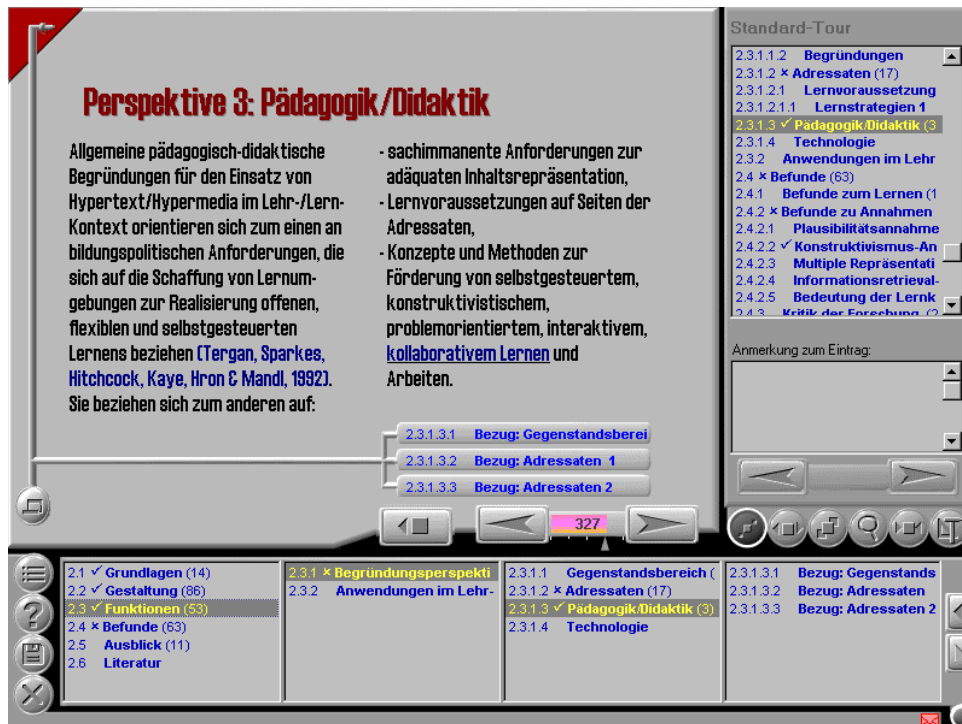 Perspektive 3: Pädagogik/Didaktik
Allgemeine pädagogisch-didaktische
Begründungen für den Einsatz von
Hypertext/Hypermedia im Lehr-/Lern-
Kontext orientieren sich zum einen an
bildungspolitischen Anforderungen, die
sich auf die Schaffung von Lernum-
gebungen zur Realisierung offenen,
flexiblen und selbstgesteuerten
Lernens beziehen (Tergan, Sparkes,
Hitchcock, Kaye, Hron & Mandl, 1992).
Sie beziehen sich zum anderen auf:
- sachimmanente Anforderungen zur
adäquaten Inhaltsrepräsentation,
- Lernvoraussetzungen auf Seiten der
Adressaten,
- Konzepte und Methoden zur
Förderung von selbstgesteuertem,
konstruktivistischem,
problemorientiertem, interaktivem,
kollaborativem Lernen und
Arbeiten.
2.3.1.3.1 Bezug: Gegenstandsberei
2.3.1.3.2 Bezug: Adressaten 1
2.3.1.3.3 Bezug: Adressaten 2
327
Standard-Tour
2.3.1.1.2 Begründungen
2.3.1.2 × Adressaten (17)
2.3.1.2.1 Lernvoraussetzung
2.3.1.2.1.1 Lernstrategien 1
2.3.1.3 ✓ Pädagogik/Didaktik (3
2.3.1.4 Technologie
2.3.2 Anwendungen im Lehr
2.4 × Befunde (63)
2.4.1 Befunde zum Lernen (1
2.4.2 × Befunde zu Annahmen
2.4.2.1 Plausibilitätsannahme
2.4.2.2 ✓ Konstruktivismus-An
2.4.2.3 Multiple Repräsentati
2.4.2.4 Informationsretrieval-
2.4.2.5 Bedeutung der Lernk
2.4.3 Kritik der Forschung (2
Anmerkung zum Eintrag:
2.1 ✓ Grundlagen (14)
2.2 ✓ Gestaltung (86)
2.3 ✓ Funktionen (53)
2.4 × Befunde (63)
2.5 Ausblick (11)
2.6 Literatur
2.3.1 × Begründungsperspekti
2.3.2 Anwendungen im Lehr-
2.3.1.1 Gegenstandsbereich (
2.3.1.2 × Adressaten (17)
2.3.1.3 ✓ Pädagogik/Didaktik (3)
2.3.1.4 Technologie
2.3.1.3.1 Bezug: Gegenstands
2.3.1.3.2 Bezug: Adressaten
2.3.1.3.3 Bezug: Adressaten 2